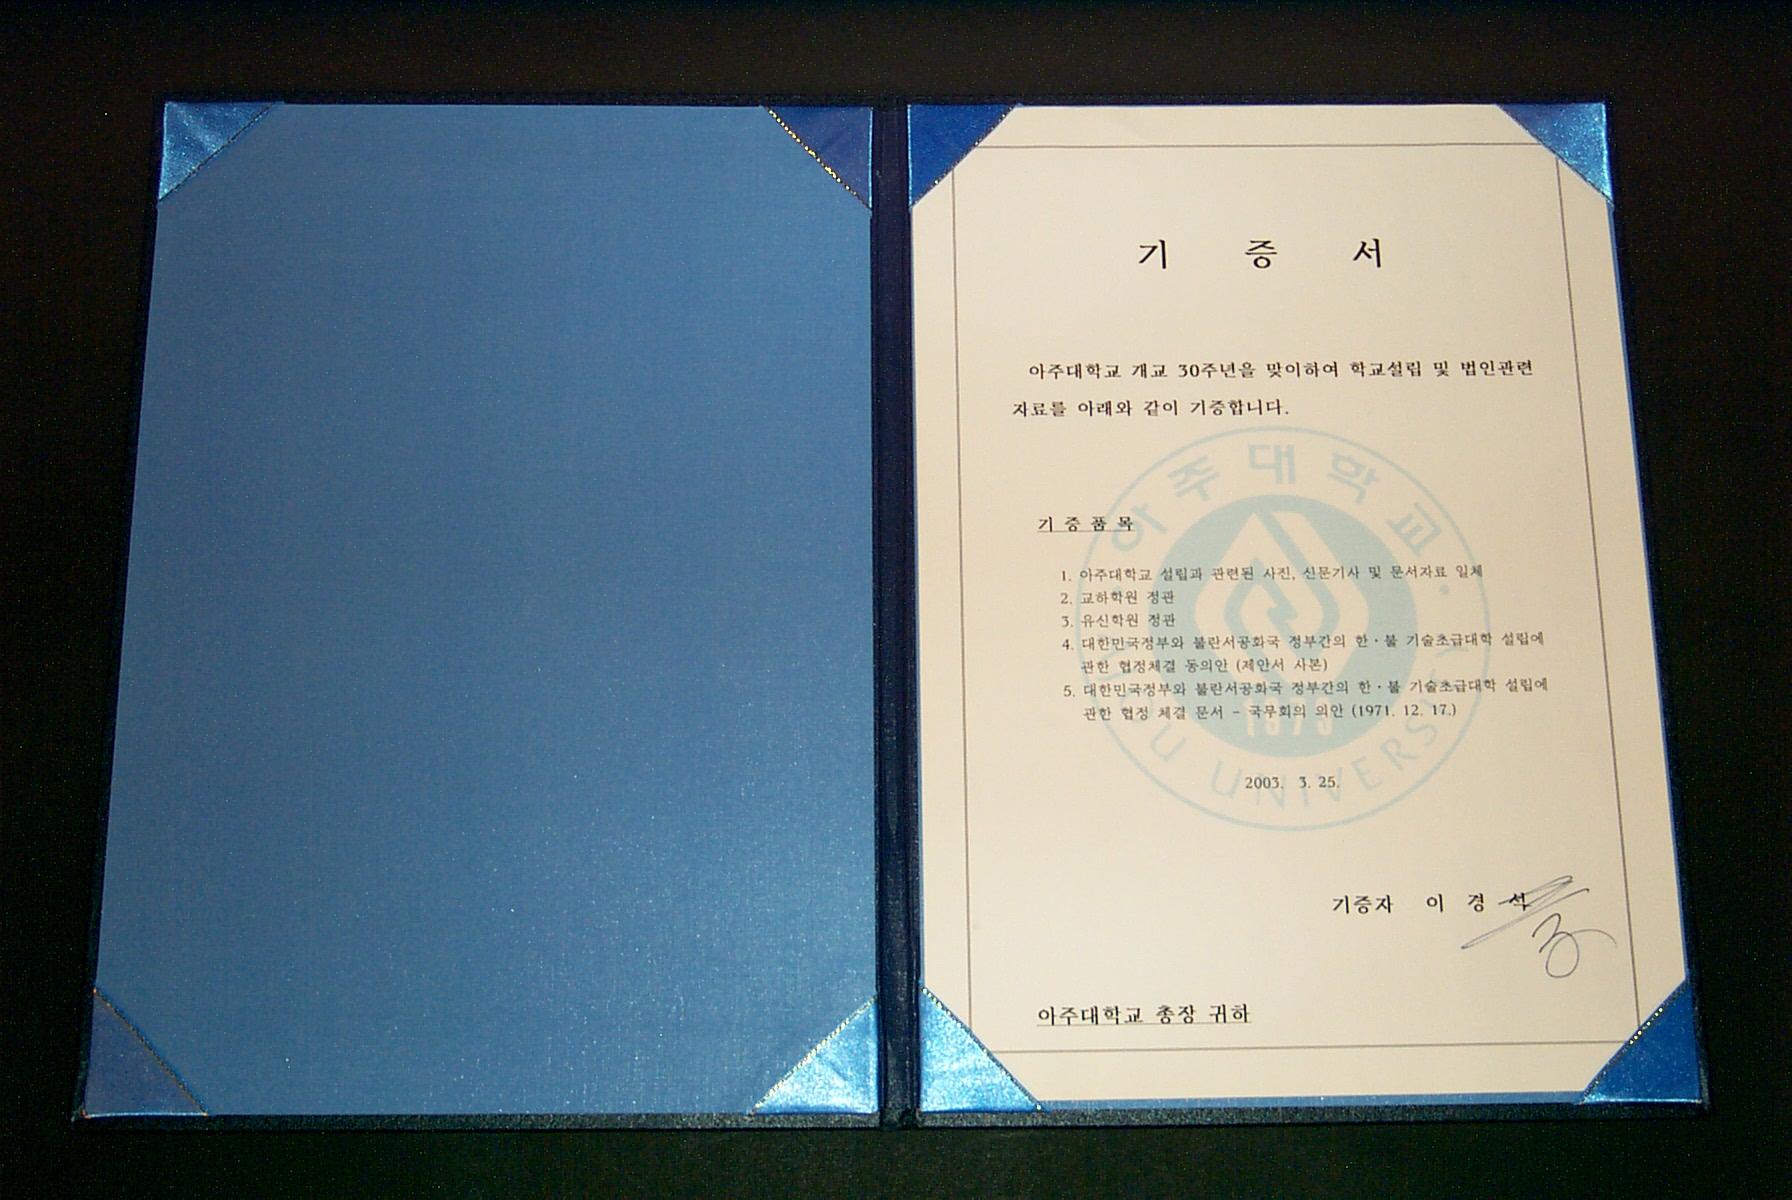 기 증 서
아주대학교 개교 30주년을 맞이하여 학교설립 및 법인관련
자료를 아래와 같이 기증합니다.
아주대학교
기 증 품 목
1. 아주대학교 설립과 관련된 사진, 신문기사 및 문서자료 일체
2. 교하학원 정관
3. 유신학원 정관
4. 대한민국정부와 불란서공화국 정부간의 한·불 기술초급대학 설립에
관한 협정체결 동의안 (제안서 사본)
5. 대한민국정부와 불란서공화국 정부간의 한·불 기술초급대학 설립에
관한 협정 체결 문서 - 국무회의 의안 (1971. 12. 17.)
1973
AJOU UNIVERSITY
2003. 3. 25.
기증자 이 경 석
아주대학교 총장 귀하